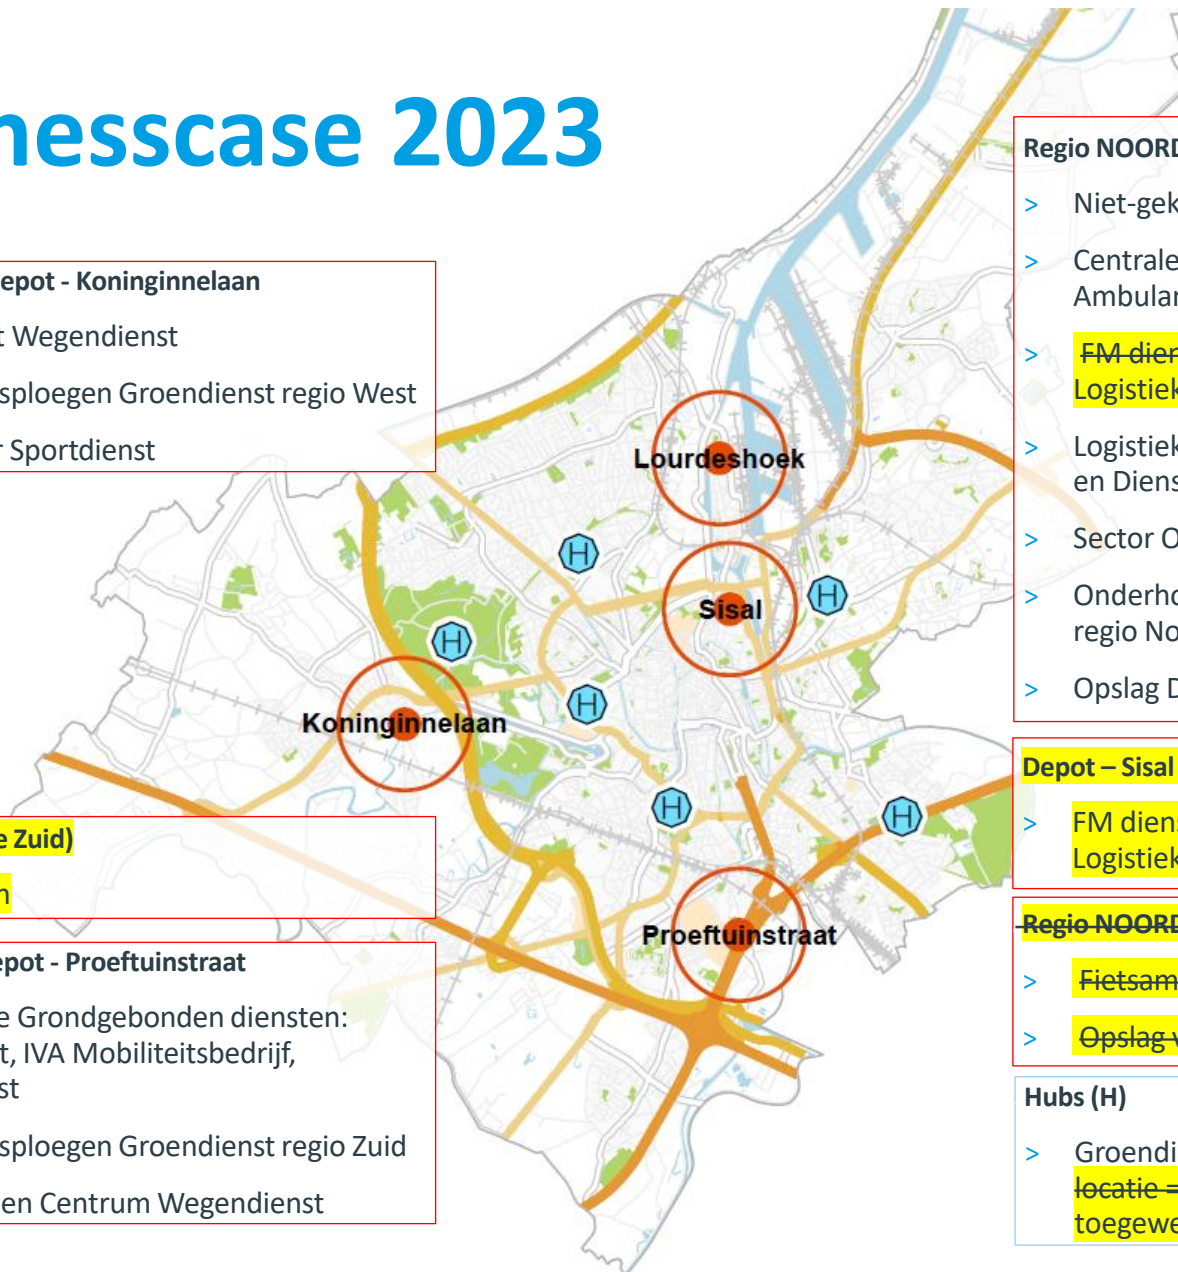 nesscase 2023
epot - Koninginnelaan
t Wegendienst
sploegen Groendienst regio West
r Sportdienst
e Zuid)
n
epot - Proeftuinstraat
e Grondgebonden diensten:
t, IVA Mobiliteitsbedrijf,
st
sploegen Groendienst regio Zuid
en Centrum Wegendienst
Lourdeshoek
H
Sisal
H
H
Koninginnelaan
H
H
H
Proeftuinstraat
Regio NOORD
> Niet-gek
> Centrale
Ambulan
> FM dien
Logistiek
> Logistiek
en Diens
> Sector O
> Onderho
regio No
> Opslag D
Depot – Sisal
> FM diens
Logistiek
Regio NOORD
> Fietsam
> Opslag v
Hubs (H)
> Groendi
locatie =
toegewe